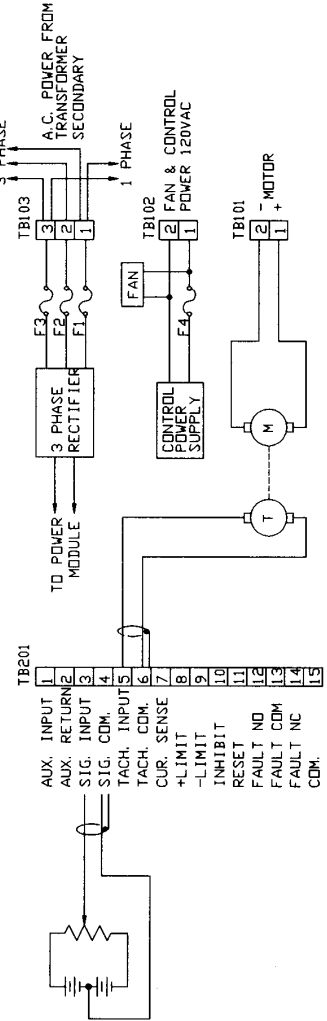 3 PHASE
A.C. POWER FROM
TRANSFORMER
SECONDARY
1 PHASE
TB103
3
2
1
F3
F2
F1
3 PHASE
RECTIFIER
TO POWER
MODULE
TB102
2
1
FAN & CONTROL
POWER 120VAC
FAN
F4
CONTROL
POWER
SUPPLY
TB101
2
1
- MOTOR
+
M
T
TB201
AUX. INPUT 1
AUX. RETURN 2
SIG. INPUT 3
SIG. COM. 4
TACH. INPUT 5
TACH. COM. 6
CUR. SENSE 7
+LIMIT 8
-LIMIT 9
INHIBIT 10
RESET 11
FAULT NO 12
FAULT COM 13
FAULT NC 14
COM. 15